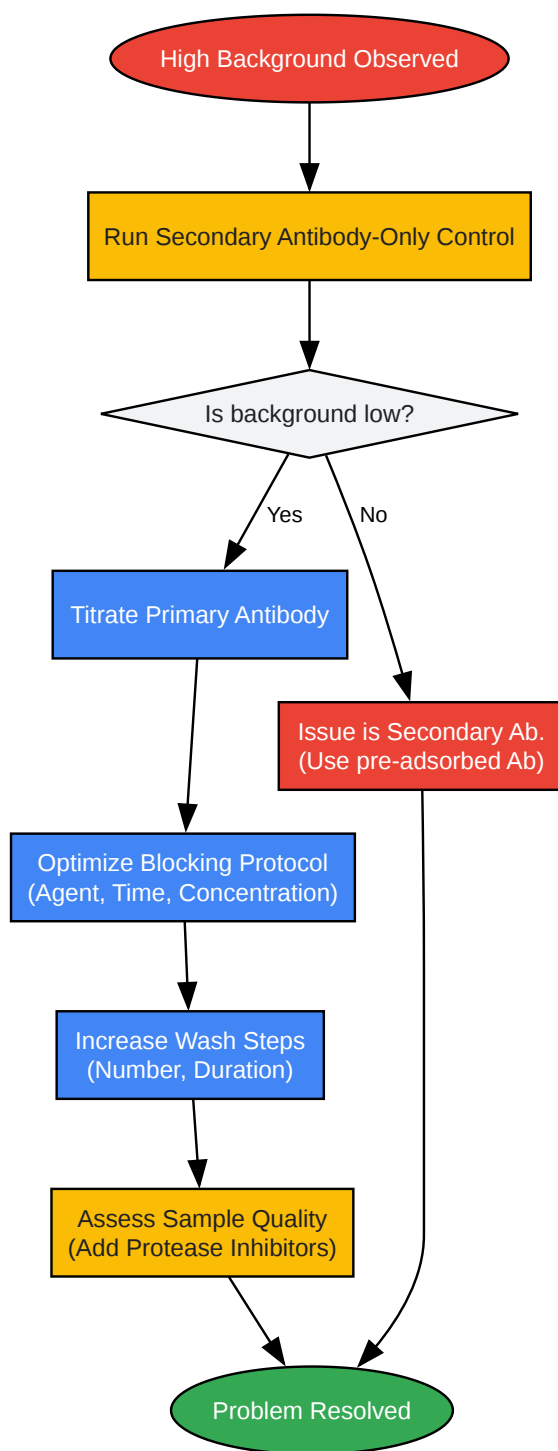 High Background Observed
Run Secondary Antibody-Only Control
Is background low?
Yes
No
Titrate Primary Antibody
Issue is Secondary Ab.
(Use pre-adsorbed Ab)
Optimize Blocking Protocol
(Agent, Time, Concentration)
Increase Wash Steps
(Number, Duration)
Assess Sample Quality
(Add Protease Inhibitors)
Problem Resolved